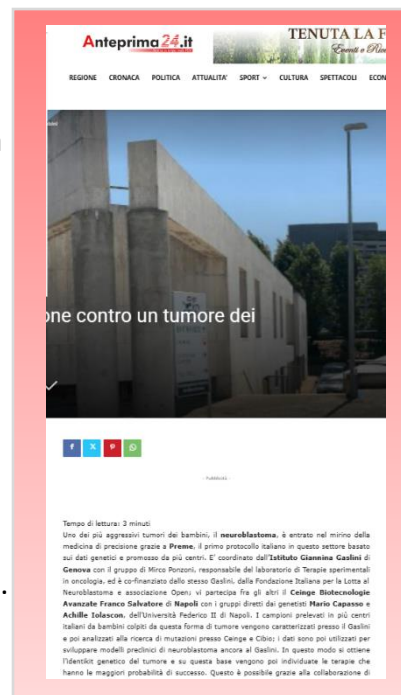 Anteprima24.it
TENUTA LA F
Eventi e Ri
REGIONE CRONACA POLITICA ATTUALITA' SPORT CULTURA SPETTACOLI ECON
one contro un tumore dei
- Pubblicità -
Tempo di lettura: 3 minuti
Uno dei più aggressivi tumori dei bambini, il neuroblastoma, è entrato nel mirino della
medicina di precisione grazie a Preme, il primo protocollo italiano in questo settore basato
sui dati genetici e promosso da più centri. E' coordinato dall'Istituto Giannina Gaslini di
Genova con il gruppo di Mirco Ponzoni, responsabile del laboratorio di Terapie sperimentali
in oncologia, ed è co-finanziato dallo stesso Gaslini, dalla Fondazione Italiana per la Lotta al
Neuroblastoma e associazione Open; vi partecipa fra gli altri il Ceinge Biotecnologie
Avanzate Franco Salvatore di Napoli con i gruppi diretti dai genetisti Mario Capasso e
Achille Iolascon, dell'Università Federico II di Napoli. I campioni prelevati in più centri
italiani da bambini colpiti da questa forma di tumore vengono caratterizzati presso il Gaslini
e poi analizzati alla ricerca di mutazioni presso Ceinge e Cibio; i dati sono poi utilizzati per
sviluppare modelli preclinici di neuroblastoma ancora al Gaslini. In questo modo si ottiene
l'identikit genetico del tumore e su questa base vengono poi individuate le terapie che
hanno le maggiori probabilità di successo. Questo è possibile grazie alla collaborazione di